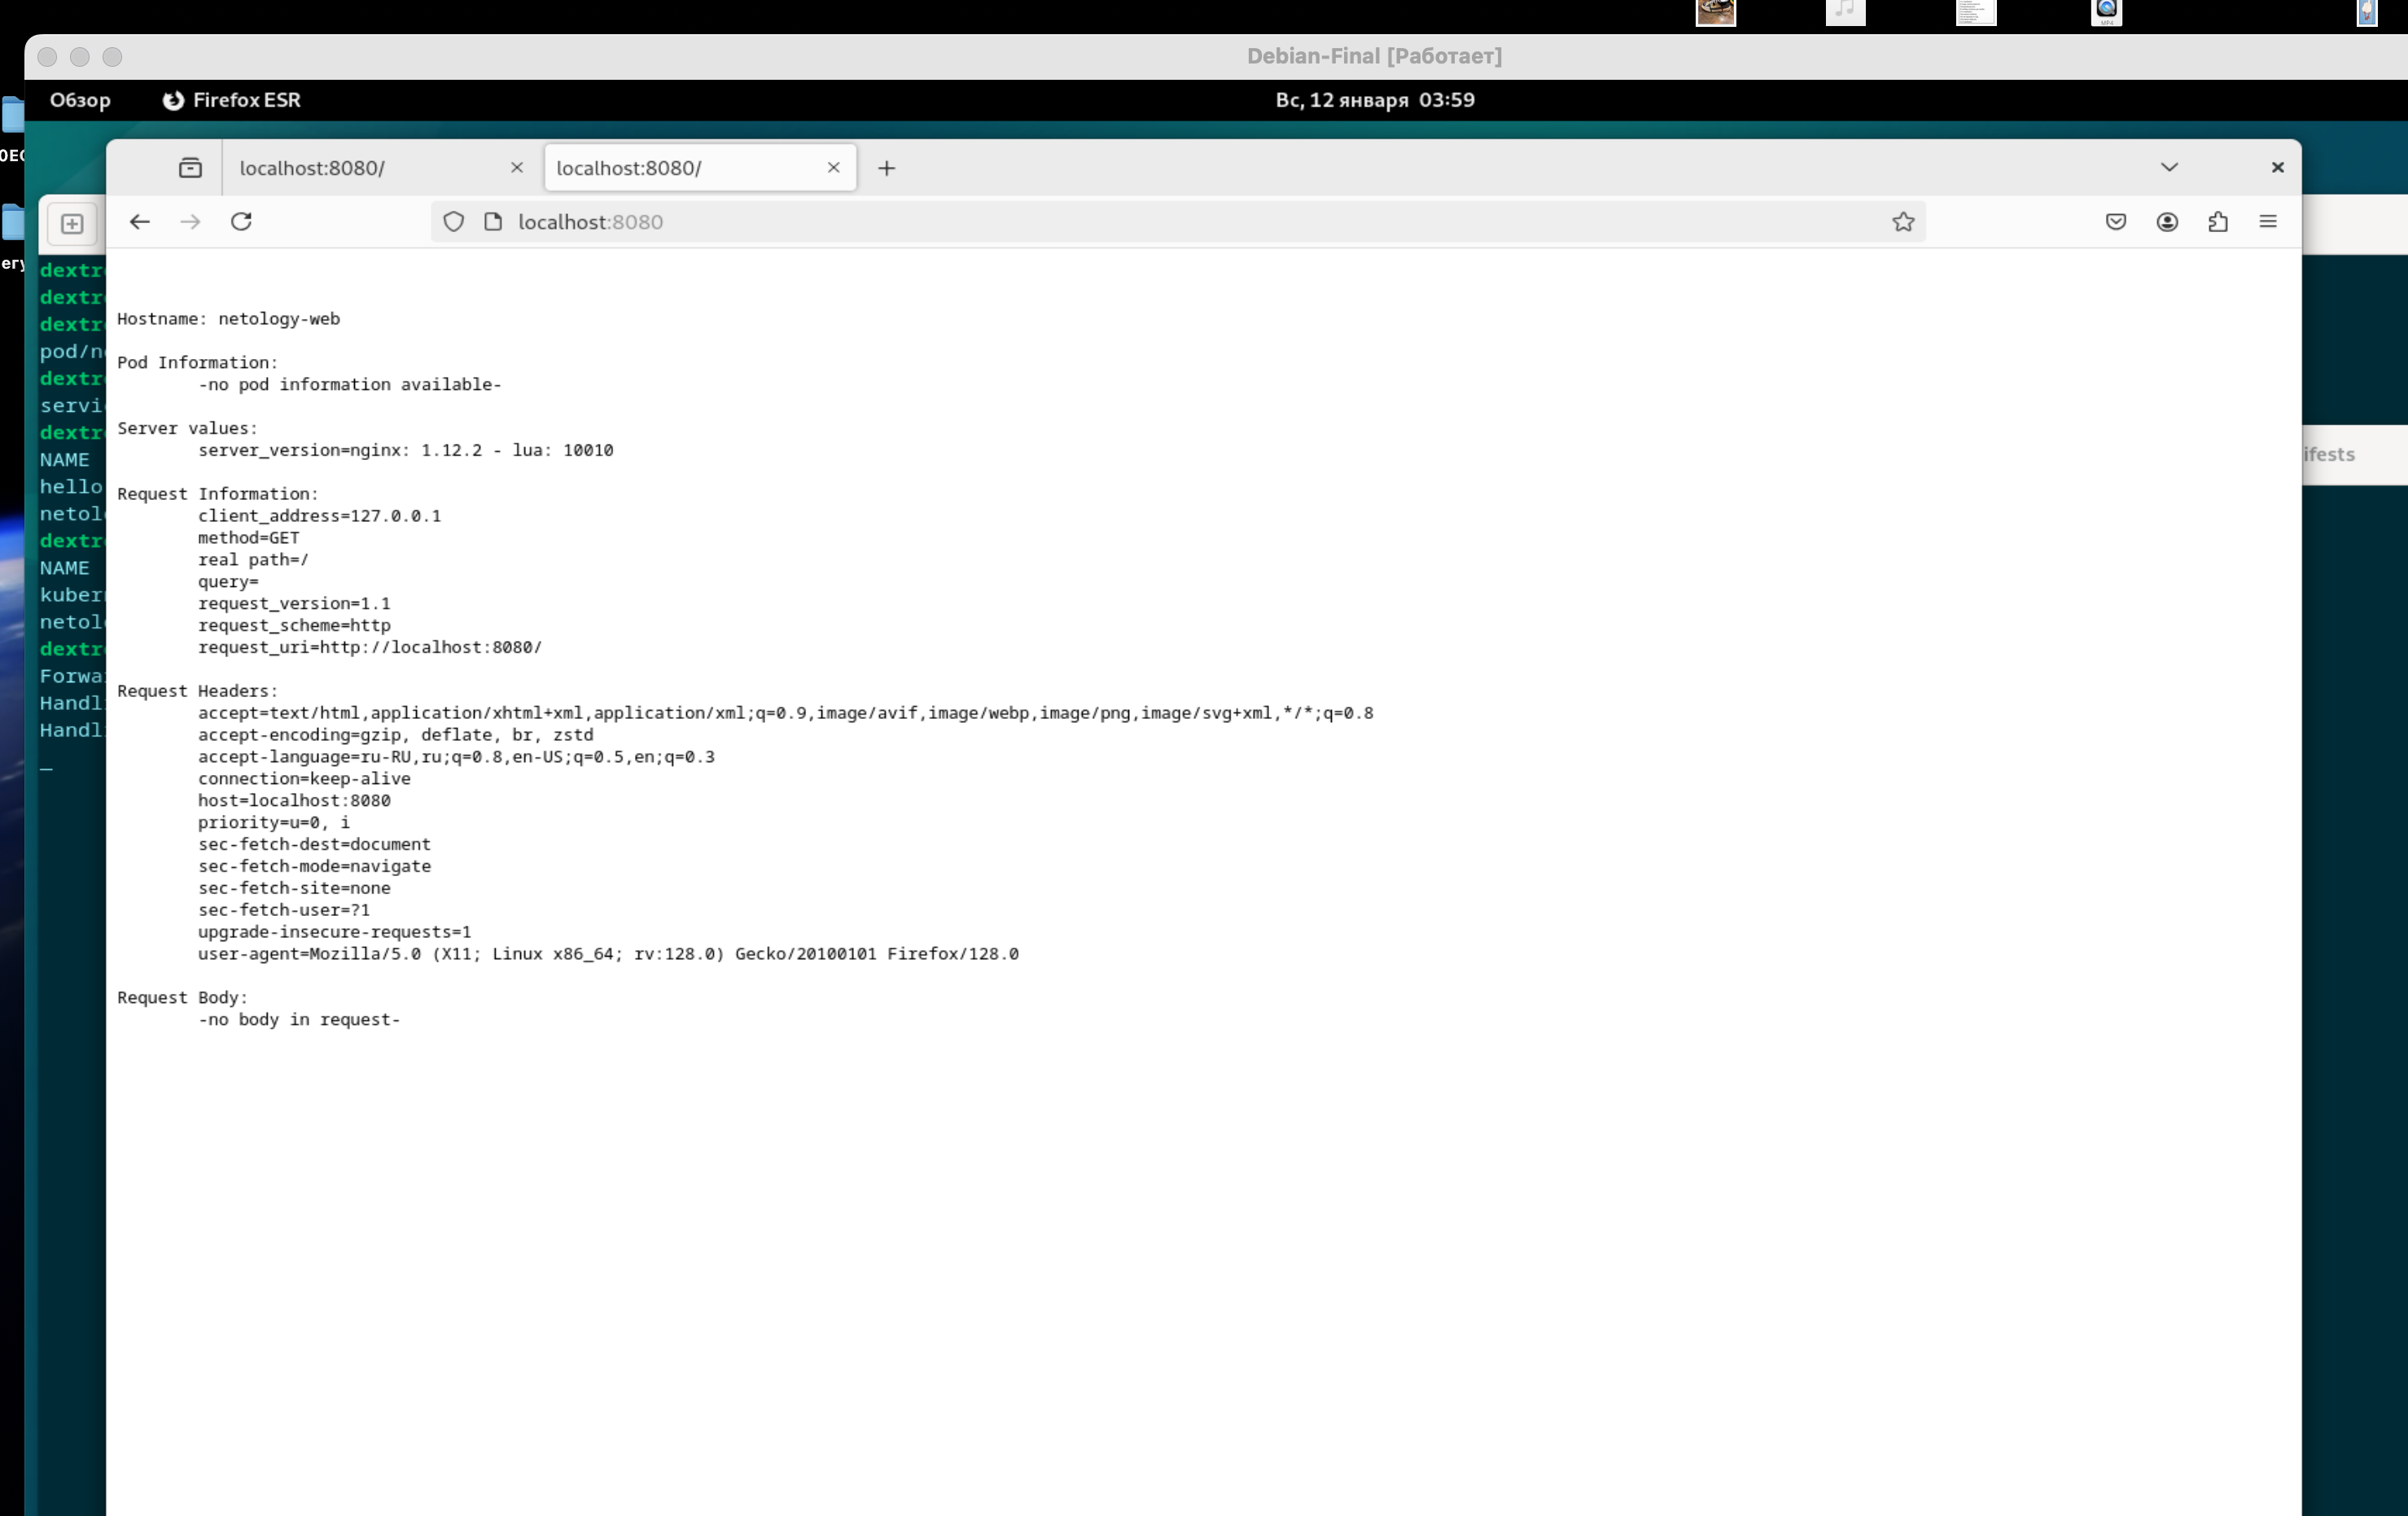 Debian-Final [Работает]
Обзор Firefox ESR Вс, 12 января 03:59
localhost:8080/ localhost:8080/
localhost:8080
Hostname: netology-web
Pod Information:
-no pod information available-
Server values:
server_version=nginx: 1.12.2 - lua: 10010
Request Information:
client_address=127.0.0.1
method=GET
real path=/
query=
request_version=1.1
request_scheme=http
request_uri=http://localhost:8080/
Request Headers:
accept=text/html,application/xhtml+xml,application/xml;q=0.9,image/avif,image/webp,image/png,image/svg+xml,*/*;q=0.8
accept-encoding=gzip, deflate, br, zstd
accept-language=ru-RU,ru;q=0.8,en-US;q=0.5,en;q=0.3
connection=keep-alive
host=localhost:8080
priority=u=0, i
sec-fetch-dest=document
sec-fetch-mode=navigate
sec-fetch-site=none
sec-fetch-user=?1
upgrade-insecure-requests=1
user-agent=Mozilla/5.0 (X11; Linux x86_64; rv:128.0) Gecko/20100101 Firefox/128.0
Request Body:
-no body in request-
dextr
dextr
dextr
pod/n
dextr
servi
dextr
NAME
hello
netol
dextr
NAME
kuber
netol
dextr
Forwa
Handl
Handl
ifests